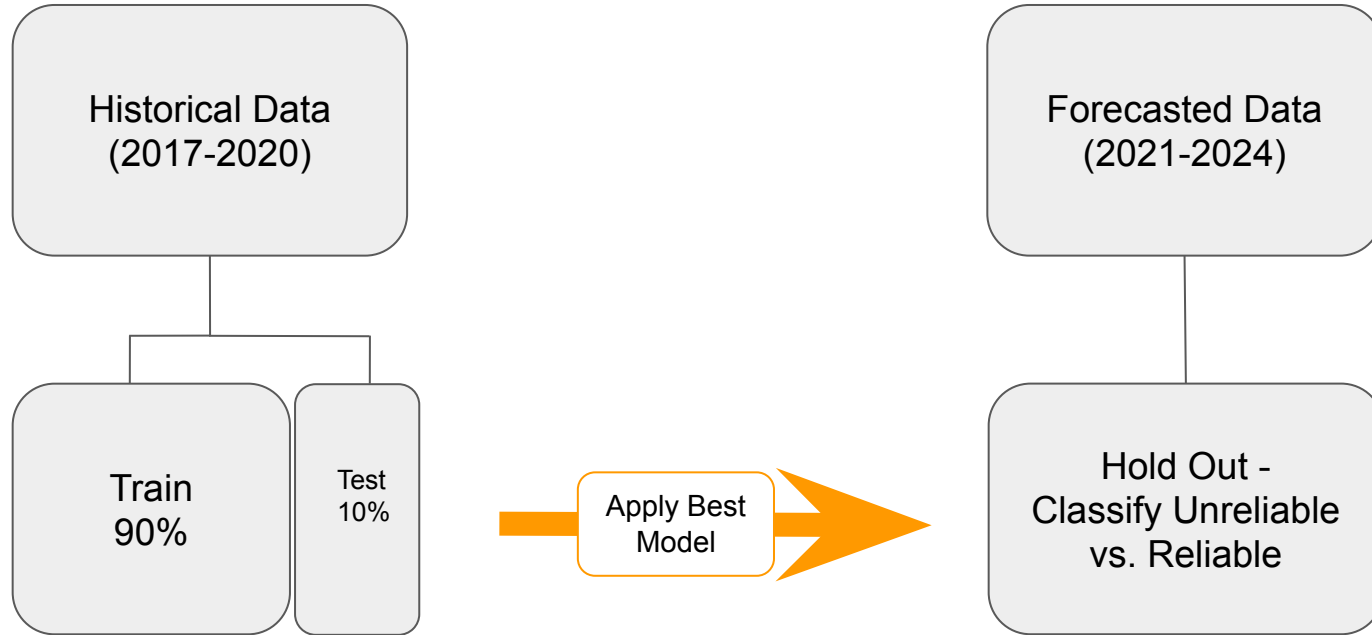 Historical Data
(2017-2020)
Forecasted Data
(2021-2024)
Train
90%
Test
10%
Apply Best
Model
Hold Out -
Classify Unreliable
vs. Reliable